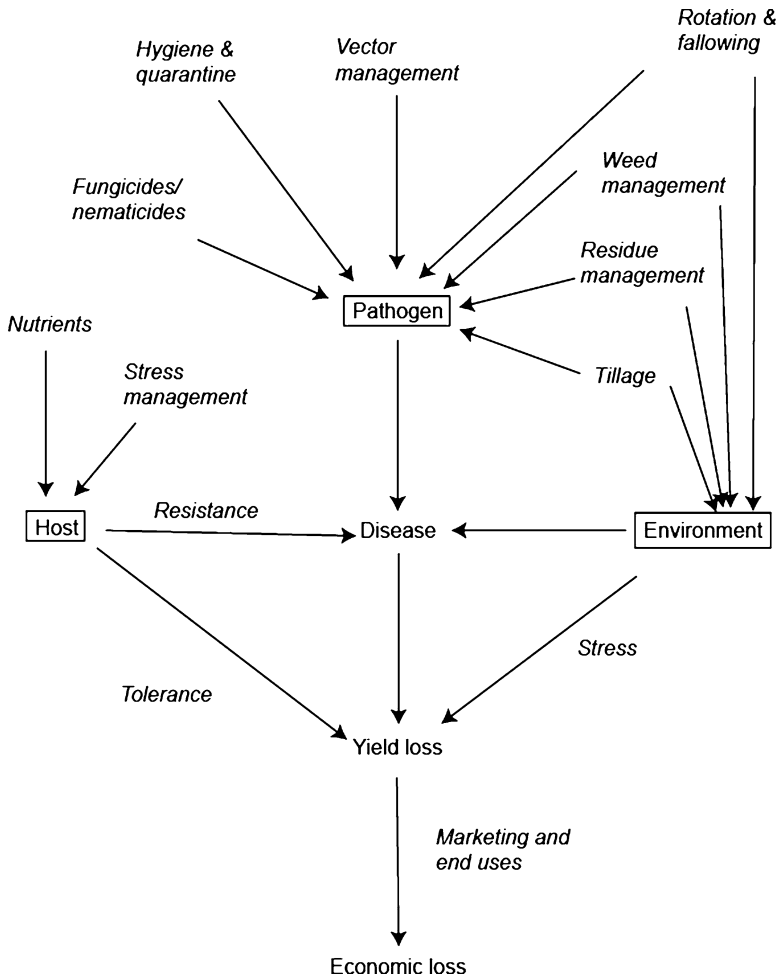 Rotation &
fallowing
Hygiene &
quarantine
Vector
management
Weed
management
Fungicides/
nematicides
Residue
management
Pathogen
Nutrients
Stress
management
Tillage
Resistance
Host
Disease
Environment
Stress
Tolerance
Yield loss
Marketing and
end uses
Economic loss